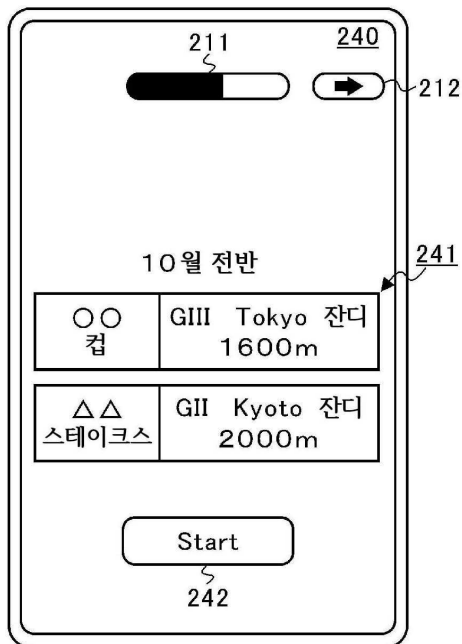 211
240
212
10월 전반
241
○○
컵
GIII Tokyo 잔디
1600m
△△
스테이크스
GII Kyoto 잔디
2000m
Start
242